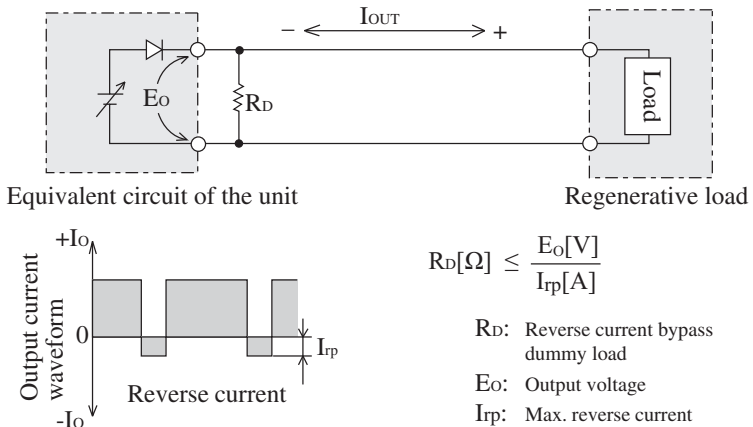 IOUT
− +
EO
RD
Load
Equivalent circuit of the unit
Regenerative load
+IO
0
-IO
Output current
waveform
Irp
Reverse current
RD[Ω] ≤ EO[V]
Irp[A]
RD: Reverse current bypass
dummy load
EO: Output voltage
Irp: Max. reverse current